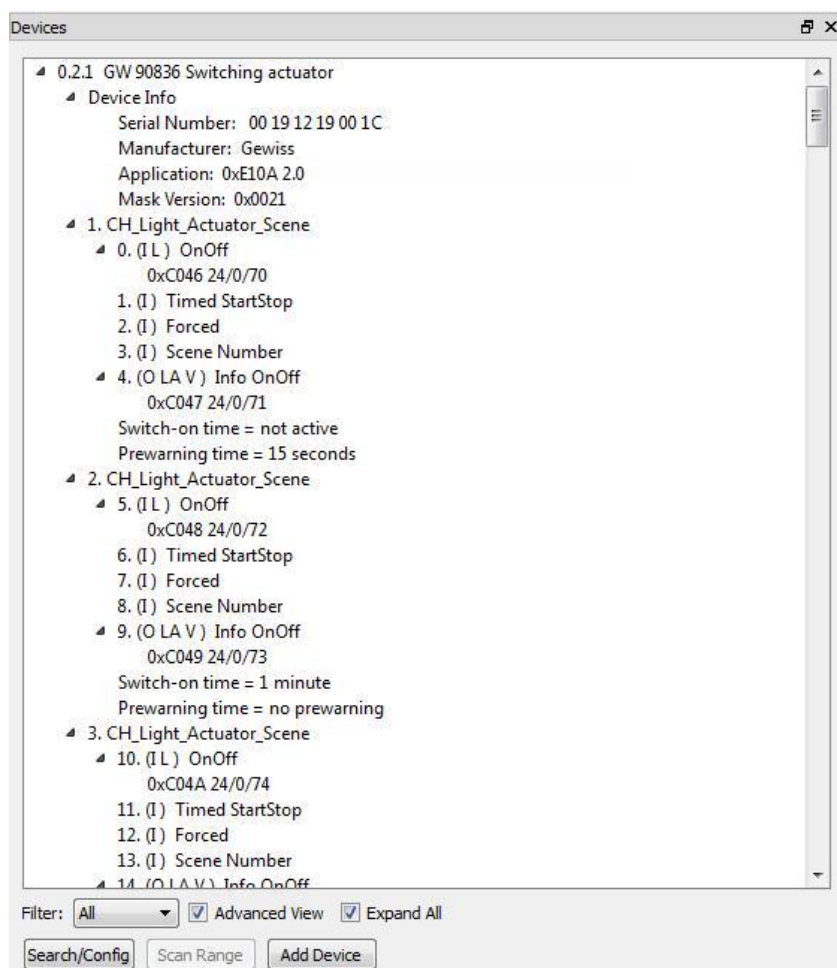 Devices
0.2.1 GW 90836 Switching actuator
Device Info
Serial Number: 00 19 12 19 00 1C
Manufacturer: Gewiss
Application: 0xE10A 2.0
Mask Version: 0x0021
1. CH_Light_Actuator_Scene
0. (I L ) OnOff
0xC046 24/0/70
1. (I ) Timed StartStop
2. (I ) Forced
3. (I ) Scene Number
4. (O LA V ) Info OnOff
0xC047 24/0/71
Switch-on time = not active
Prewarning time = 15 seconds
2. CH_Light_Actuator_Scene
5. (I L ) OnOff
0xC048 24/0/72
6. (I ) Timed StartStop
7. (I ) Forced
8. (I ) Scene Number
9. (O LA V ) Info OnOff
0xC049 24/0/73
Switch-on time = 1 minute
Prewarning time = no prewarning
3. CH_Light_Actuator_Scene
10. (I L ) OnOff
0xC04A 24/0/74
11. (I ) Timed StartStop
12. (I ) Forced
13. (I ) Scene Number
14. (O LA V ) Info OnOff
Filter: All Advanced View Expand All
Search/Config Scan Range Add Device